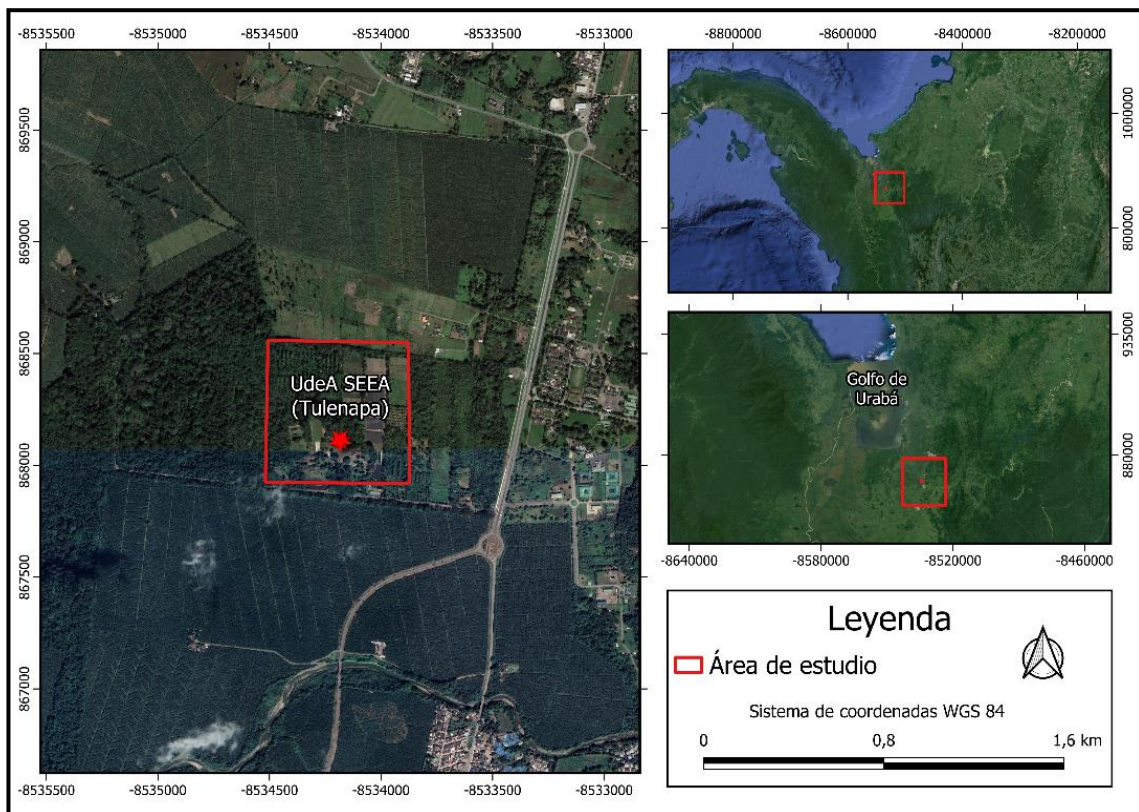 -8535500 -8535000 -8534500 -8534000 -8533500 -8533000
869500
869000
868500
868000
867500
867000
UdeA SEEA
(Tulenapa)
-8535500 -8535000 -8534500 -8534000 -8533500 -8533000
-8800000 -8600000 -8400000 -8200000
1000000
800000
935000
880000
Golfo de
Urabá
-8640000 -8580000 -8520000 -8460000
Leyenda
Área de estudio
Sistema de coordenadas WGS 84
0 0,8 1,6 km